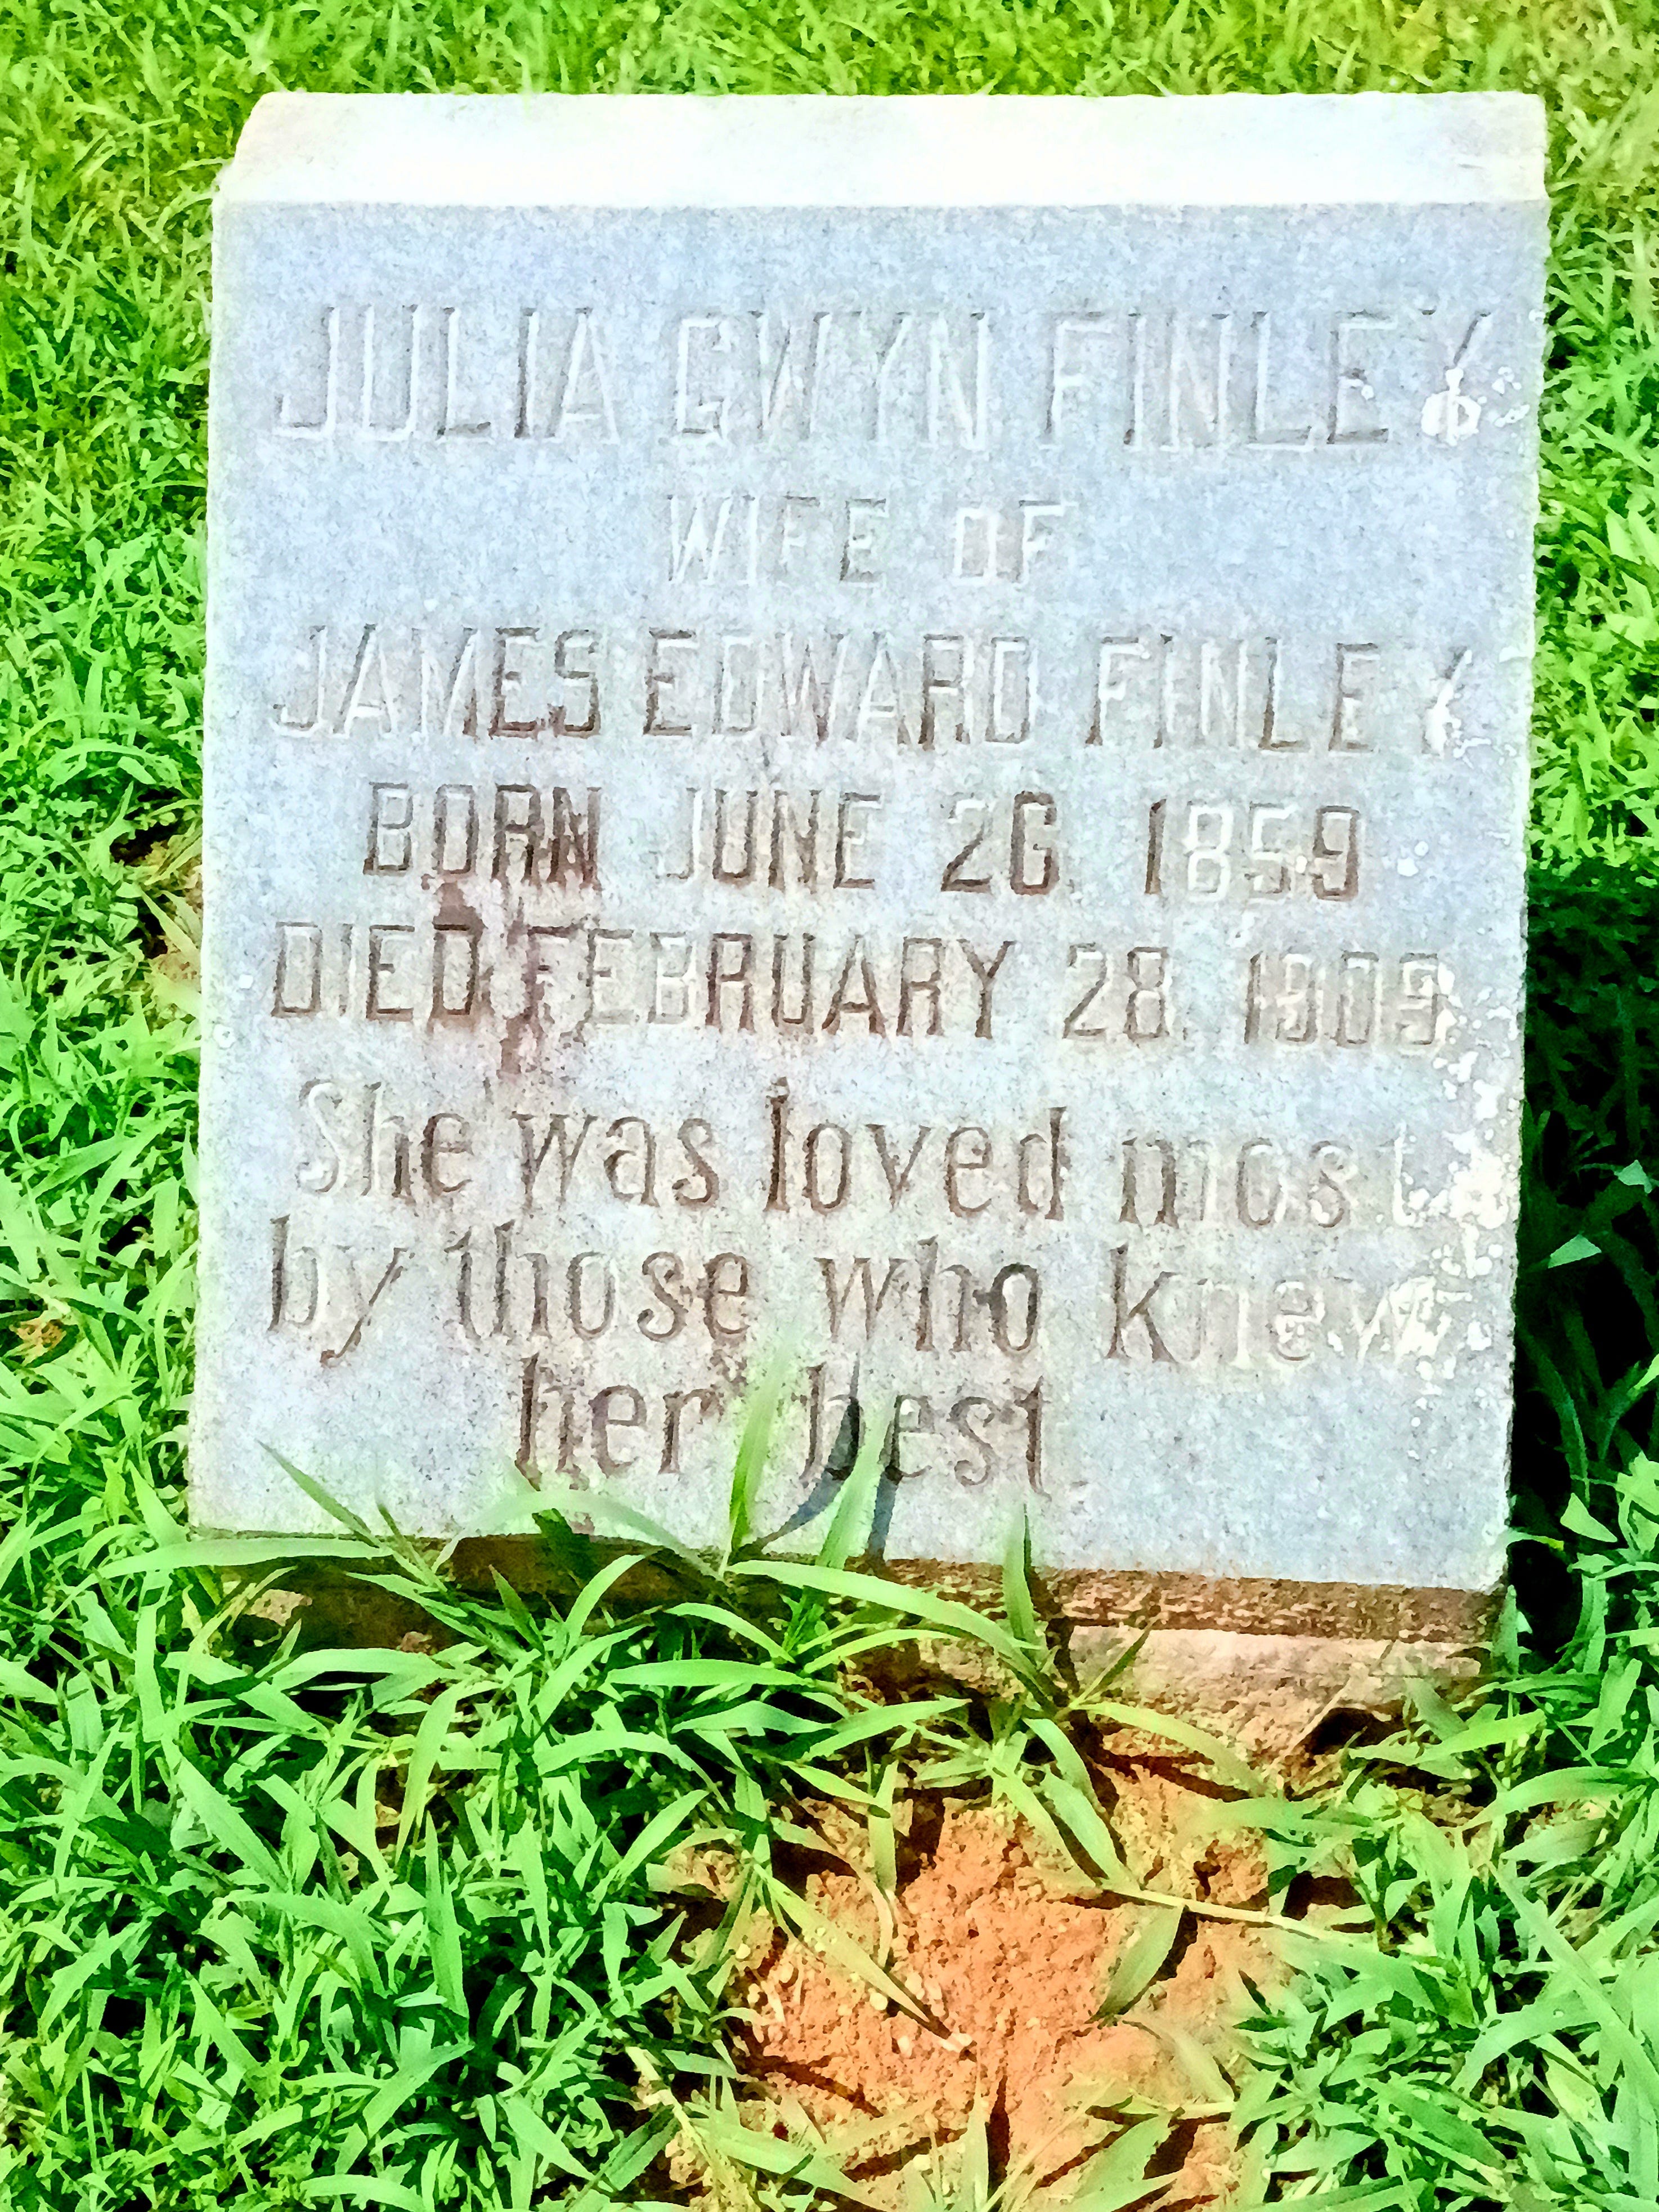 JULIA GWYN FINLEY
WIFE OF
JAMES EDWARD FINLEY
BORN JUNE 26. 1859
DIED FEBRUARY 28. 1909
She was loved most
by those who knew
her best.